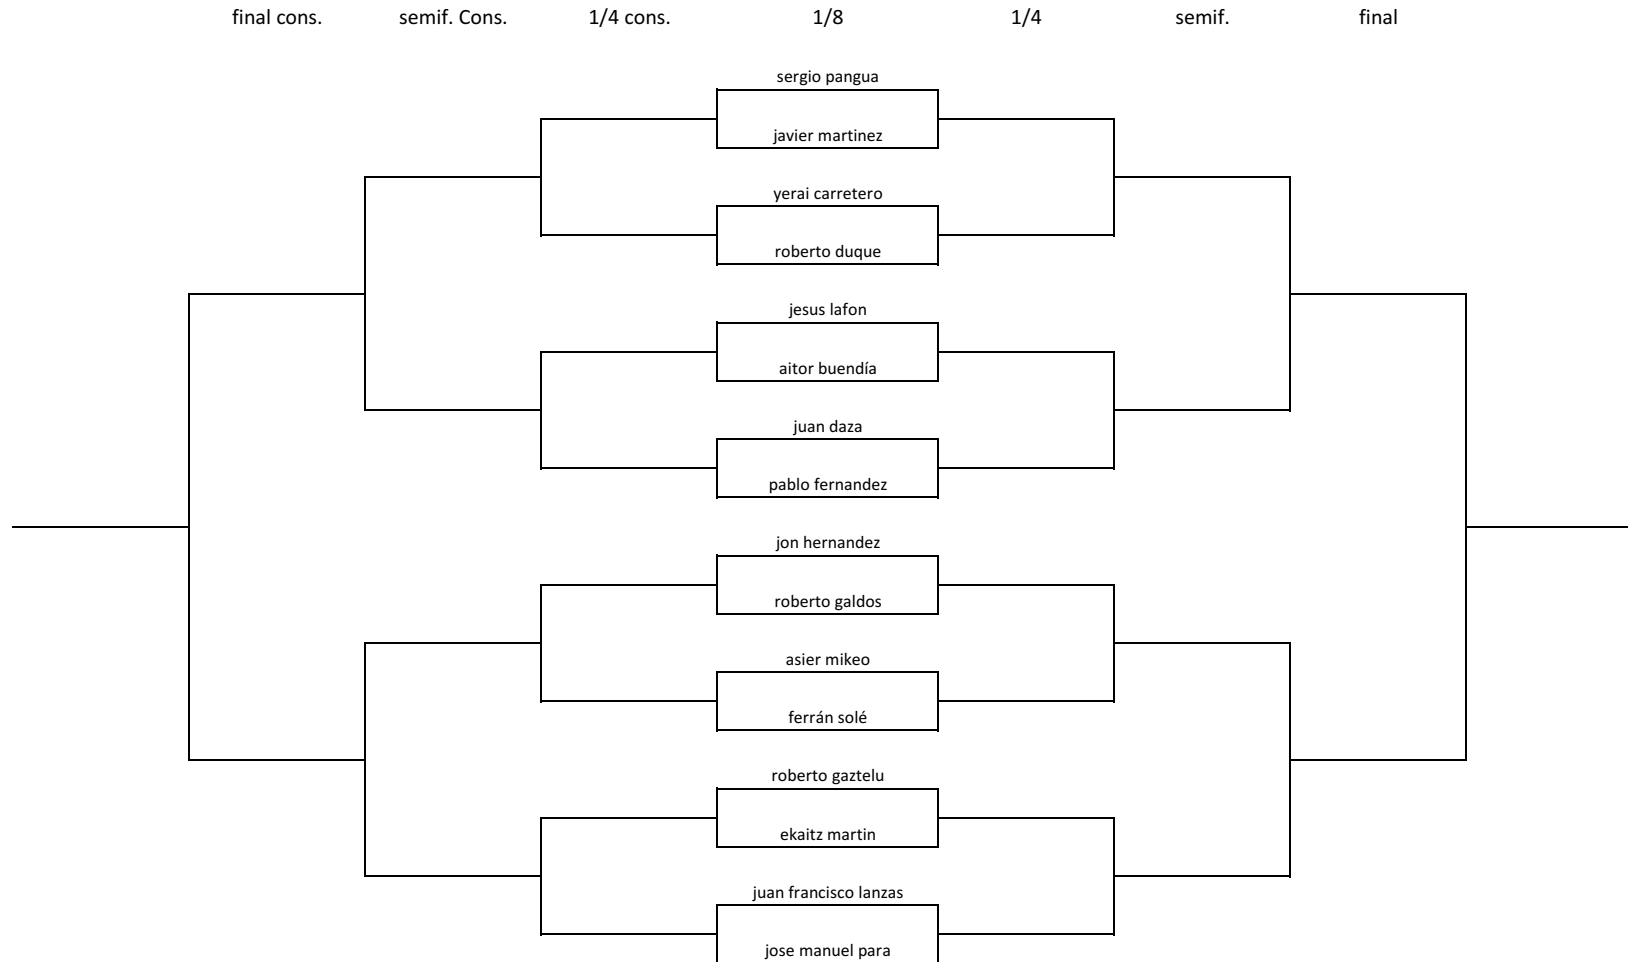 final cons. semif. Cons. 1/4 cons. 1/8 1/4 semif. final
sergio pangua
javier martinez
yerai carretero
roberto duque
jesus lafon
aitor buendía
juan daza
pablo fernandez
jon hernandez
roberto galdos
asier mikeo
ferrán solé
roberto gaztelu
ekaitz martin
juan francisco lanzas
jose manuel para